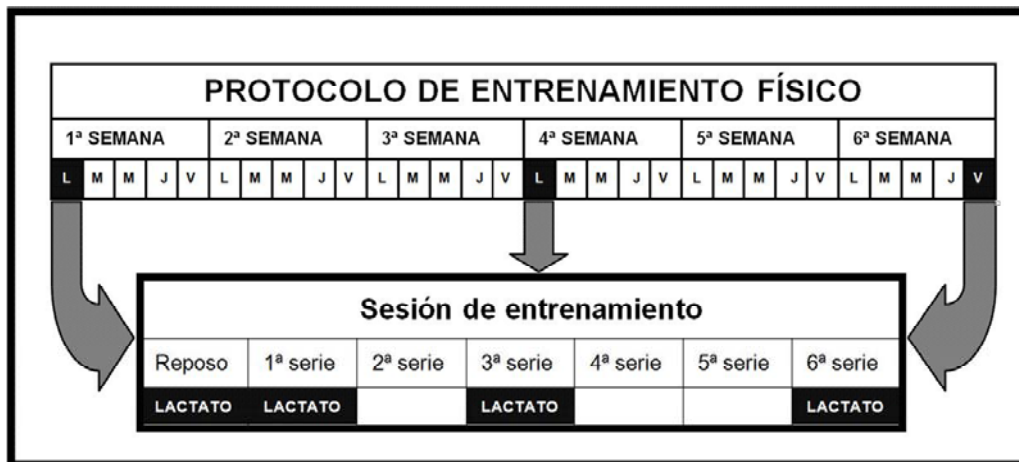 PROTOCOLO DE ENTRENAMIENTO FÍSICO
1ª SEMANA 2ª SEMANA 3ª SEMANA 4ª SEMANA 5ª SEMANA 6ª SEMANA
L M M J V L M M J V L M M J V L M M J V L M M J V L M M J V
Sesión de entrenamiento
Reposo 1ª serie 2ª serie 3ª serie 4ª serie 5ª serie 6ª serie
LACTATO LACTATO LACTATO LACTATO